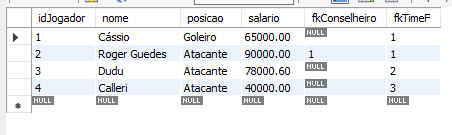 idJogador nome posicao salario fkConselheiro fkTimeF
1 Cássio Goleiro 65000.00 NULL 1
2 Roger Guedes Atacante 90000.00 1 1
3 Dudu Atacante 78000.60 NULL 2
4 Calleri Atacante 40000.00 NULL 3
NULL NULL NULL NULL NULL NULL